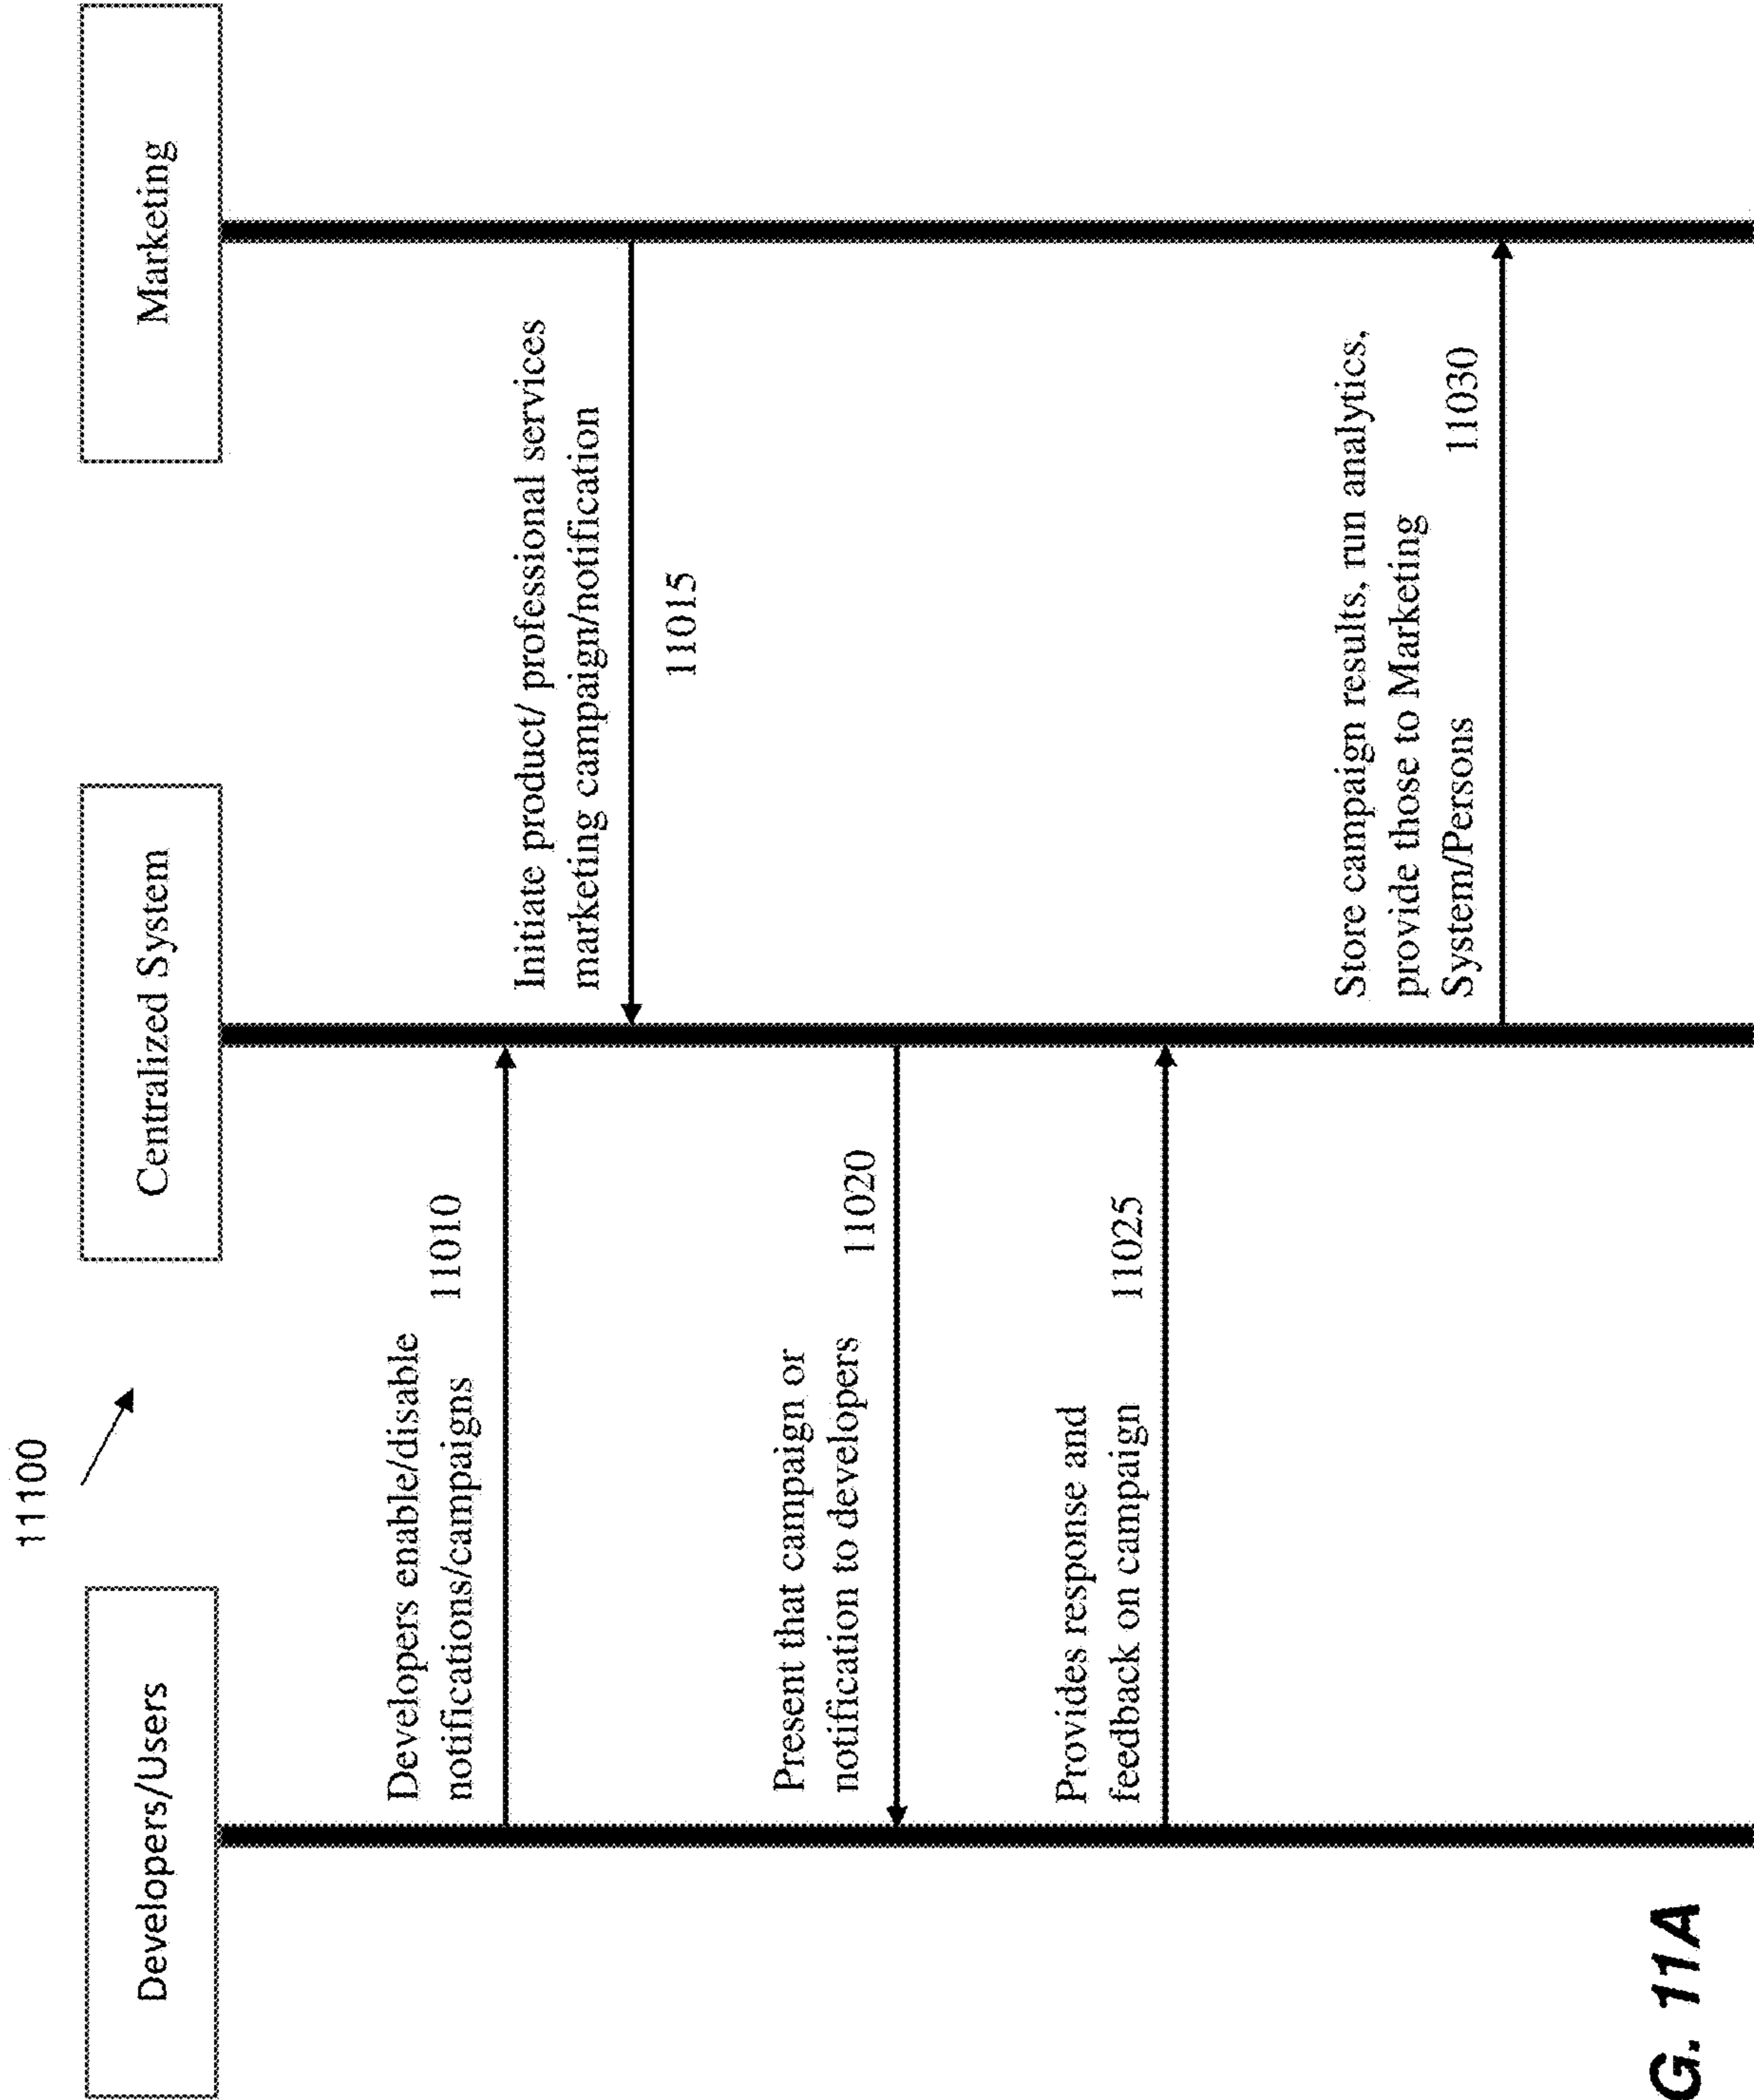 11100
Developers/Users
Centralized System
Marketing
Developers enable/disable
notifications/campaigns
11010
Initiate product/ professional services
marketing campaign/notification
11015
Present that campaign or
notification to developers
11020
Provides response and
feedback on campaign
11025
Store campaign results, run analytics,
provide those to Marketing
System/Persons
11030
G. 11A